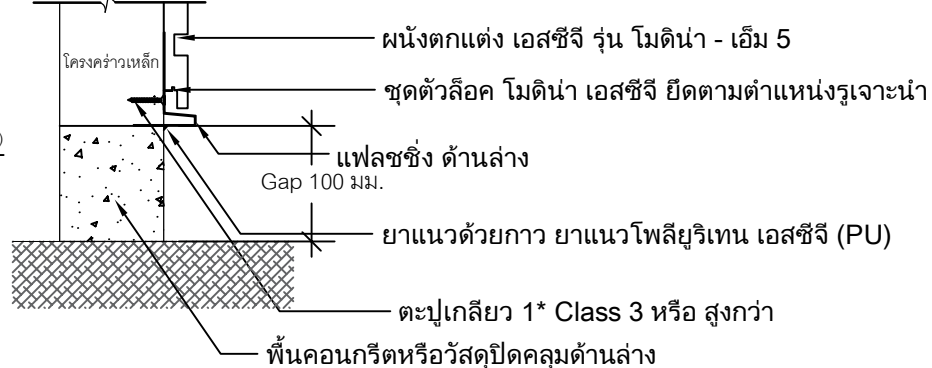 ผนังตกแต่ง เอสซีจี รุ่น โมดิน่า - เอ็ม 5
โครงคร่าวเหล็ก
ชุดตัวล็อค โมดิน่า เอสซีจี ยึดตามตำแหน่งรูเจาะนำ
แฟลชชิ่ง ด้านล่าง
Gap 100 มม.
ยาแนวด้วยกาว ยาแนวโพลียูริเทน เอสซีจี (PU)
ตะปูเกลียว 1* Class 3 หรือ สูงกว่า
พื้นคอนกรีตหรือวัสดุปิดคลุมด้านล่าง